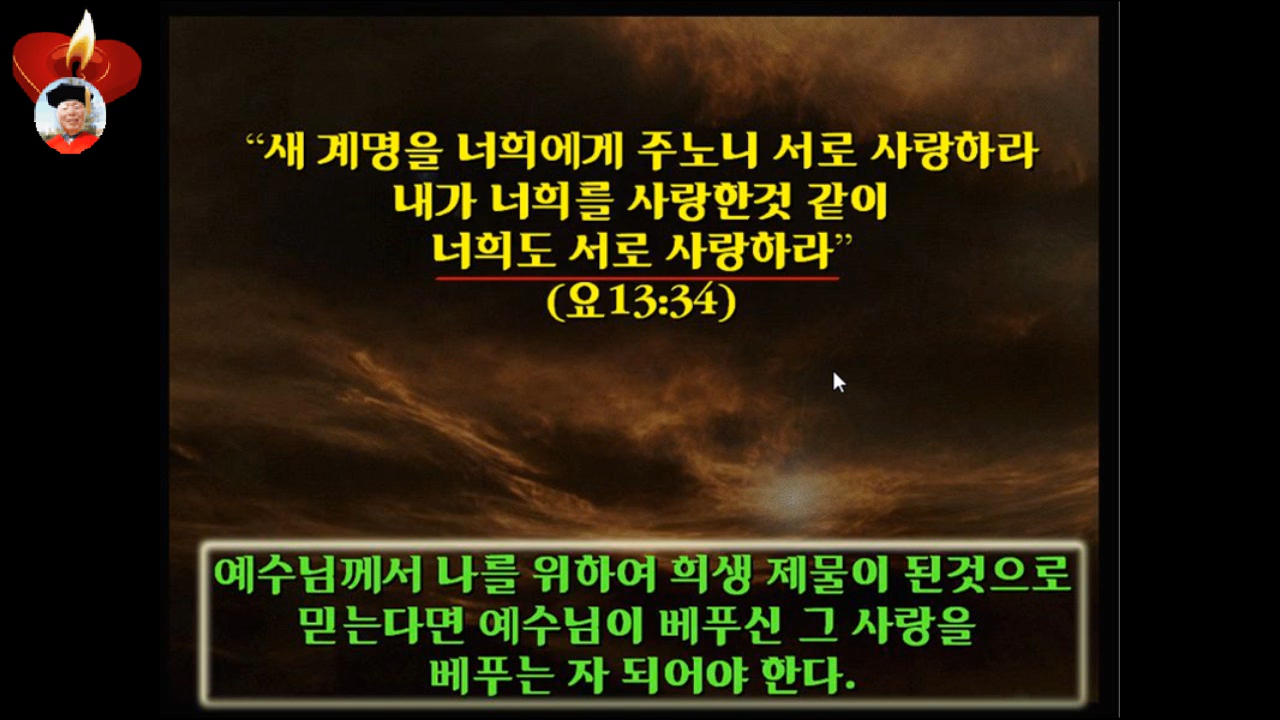 “새 계명을 너희에게 주노니 서로 사랑하라
내가 너희를 사랑한것 같이
너희도 서로 사랑하라”
(요13:34)
예수님께서 나를 위하여 희생 제물이 된것으로
믿는다면 예수님이 베푸신 그 사랑을
베푸는 자 되어야 한다.